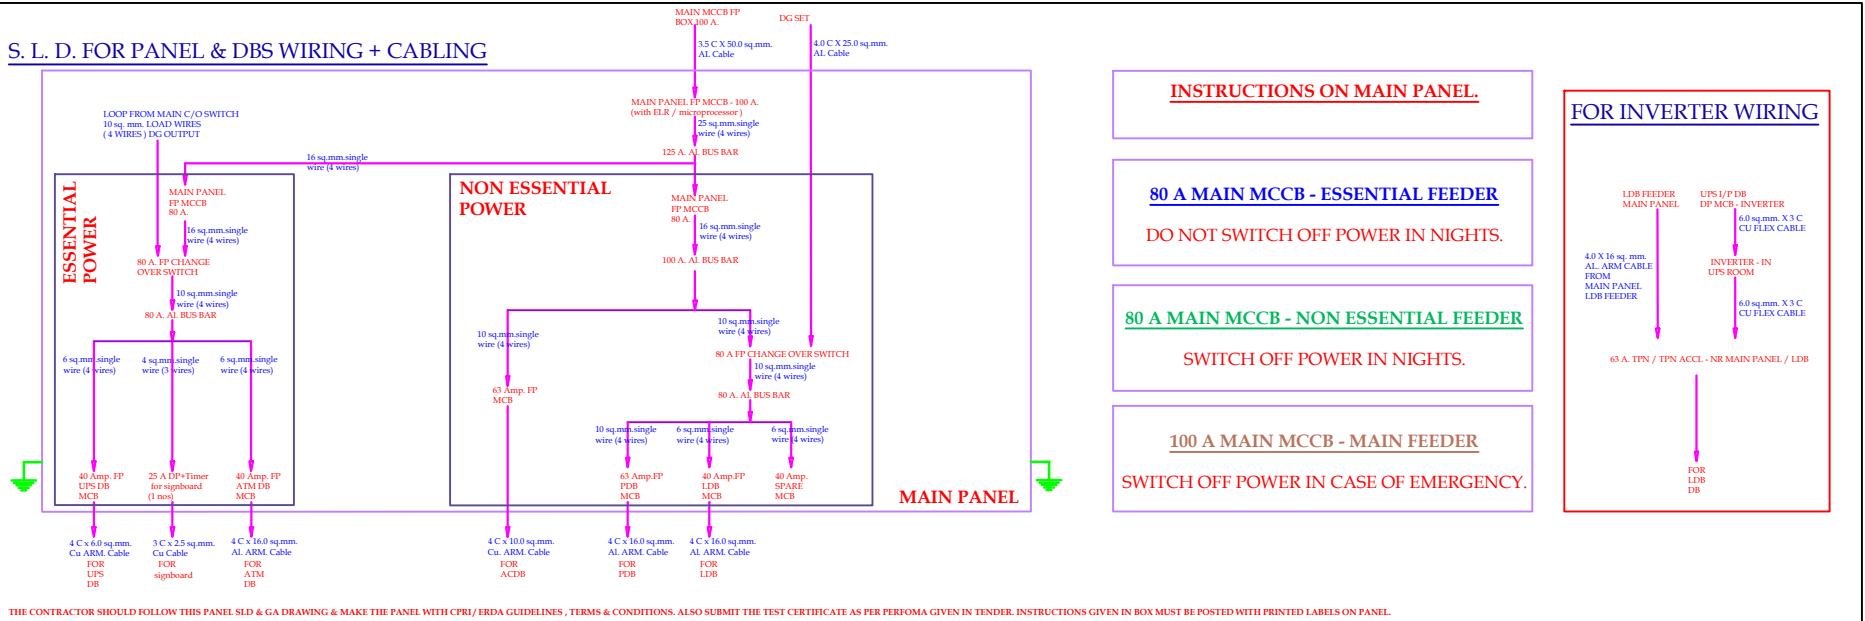 S. L. D. FOR PANEL & DBS WIRING + CABLING
MAIN MCCB FP
BOX 100 A.
DG SET
3.5 C X 50.0 sq.mm.
AL Cable
4.0 C X 25.0 sq.mm.
AL Cable
LOOP FROM MAIN C/O SWITCH
10 sq. mm. LOAD WIRES
( 4 WIRES ) DG OUTPUT
MAIN PANEL FP MCCB - 100 A.
(with ELR / microprocessor )
25 sq.mm.single
wire (4 wires)
125 A. Al. BUS BAR
16 sq.mm.single
wire (4 wires)
ESSENTIAL
POWER
MAIN PANEL
FP MCCB
80 A.
16 sq.mm.single
wire (4 wires)
80 A. FP CHANGE
OVER SWITCH
10 sq.mm.single
wire (4 wires)
80 A. Al. BUS BAR
6 sq.mm.single
wire (4 wires)
4 sq.mm.single
wire (3 wires)
6 sq.mm.single
wire (4 wires)
40 Amp. FP
UPS DB
MCB
25 A DP+Timer
for signboard
(1 nos)
40 Amp. FP
ATM DB
MCB
4 C x 6.0 sq.mm.
Cu ARM. Cable
FOR
UPS
DB
3 C x 2.5 sq.mm.
Cu Cable
FOR
signboard
4 C x 16.0 sq.mm.
Al. ARM. Cable
FOR
ATM
DB
NON ESSENTIAL
POWER
MAIN PANEL
FP MCCB
80 A.
16 sq.mm.single
wire (4 wires)
100 A. Al. BUS BAR
10 sq.mm.single
wire (4 wires)
10 sq.mm.single
wire (4 wires)
80 A FP CHANGE OVER SWITCH
10 sq.mm.single
wire (4 wires)
63 Amp. FP
MCB
80 A. Al. BUS BAR
10 sq.mm.single
wire (4 wires)
6 sq.mm.single
wire (4 wires)
6 sq.mm.single
wire (4 wires)
63 Amp.FP
PDB
MCB
40 Amp.FP
LDB
MCB
40 Amp.
SPARE
MCB
MAIN PANEL
4 C x 10.0 sq.mm.
Cu. ARM. Cable
FOR
ACDB
4 C x 16.0 sq.mm.
Al. ARM. Cable
FOR
PDB
4 C x 16.0 sq.mm.
Al. ARM. Cable
FOR
LDB
INSTRUCTIONS ON MAIN PANEL.
80 A MAIN MCCB - ESSENTIAL FEEDER
DO NOT SWITCH OFF POWER IN NIGHTS.
80 A MAIN MCCB - NON ESSENTIAL FEEDER
SWITCH OFF POWER IN NIGHTS.
100 A MAIN MCCB - MAIN FEEDER
SWITCH OFF POWER IN CASE OF EMERGENCY.
FOR INVERTER WIRING
LDB FEEDER
MAIN PANEL
UPS I/P DB
DP MCB - INVERTER
6.0 sq.mm. X 3 C
CU FLEX CABLE
4.0 X 16 sq. mm.
AL. ARM CABLE
FROM
MAIN PANEL
LDB FEEDER
INVERTER - IN
UPS ROOM
6.0 sq.mm. X 3 C
CU FLEX CABLE
63 A. TPN / TPN ACCL - NR MAIN PANEL / LDB
FOR
LDB
DB
THE CONTRACTOR SHOULD FOLLOW THIS PANEL SLD & GA DRAWING & MAKE THE PANEL WITH CPRI / ERDA GUIDELINES , TERMS & CONDITIONS. ALSO SUBMIT THE TEST CERTIFICATE AS PER PERFOMA GIVEN IN TENDER. INSTRUCTIONS GIVEN IN BOX MUST BE POSTED WITH PRINTED LABELS ON PANEL.